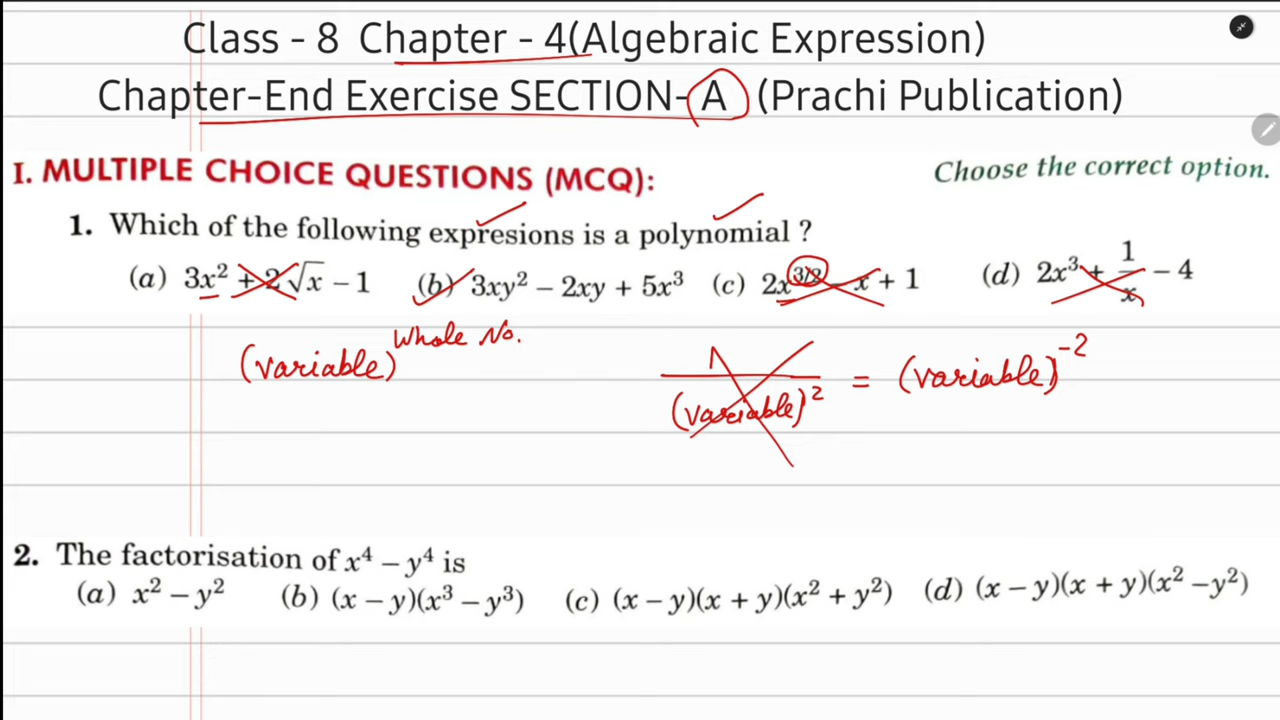 Class - 8 Chapter - 4(Algebraic Expression)
Chapter-End Exercise SECTION-A (Prachi Publication)
I. MULTIPLE CHOICE QUESTIONS (MCQ): Choose the correct option.
1. Which of the following expresions is a polynomial ?
(a) 3x² + 2√x − 1 (b) 3xy² − 2xy + 5x³ (c) 2x^3/2 − x + 1 (d) 2x³ + 1/x − 4
(variable)^Whole No. 1/(variable)² = (variable)⁻²
2. The factorisation of x⁴ − y⁴ is
(a) x² − y² (b) (x − y)(x³ − y³) (c) (x − y)(x + y)(x² + y²) (d) (x − y)(x + y)(x² − y²)